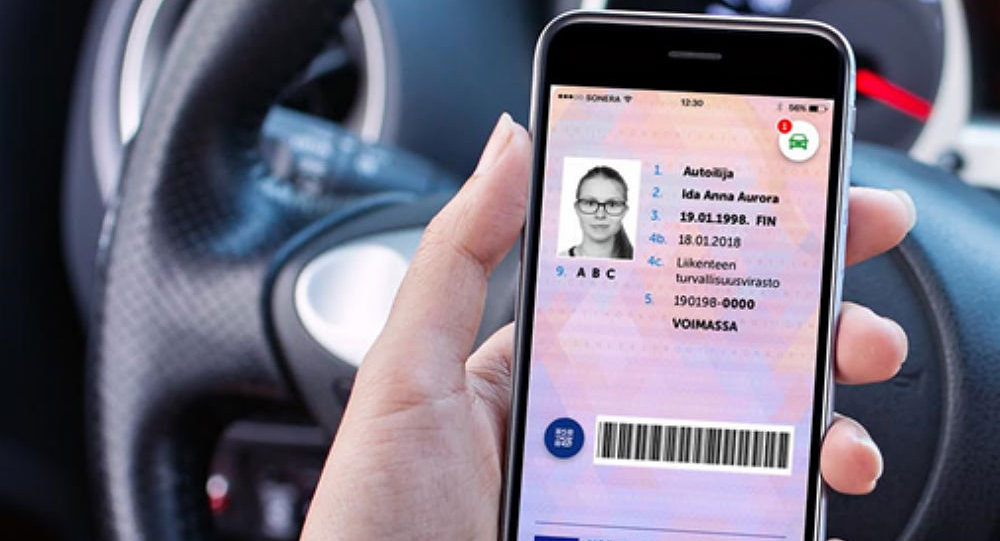 SONERA 12:30 56%
1
1. Autoilija
2. Ida Anna Aurora
3. 19.01.1998. FIN
4b. 18.01.2018
4c. Liikenteen
turvallisuusvirasto
9. A B C
5. 190198-0000
VOIMASSA